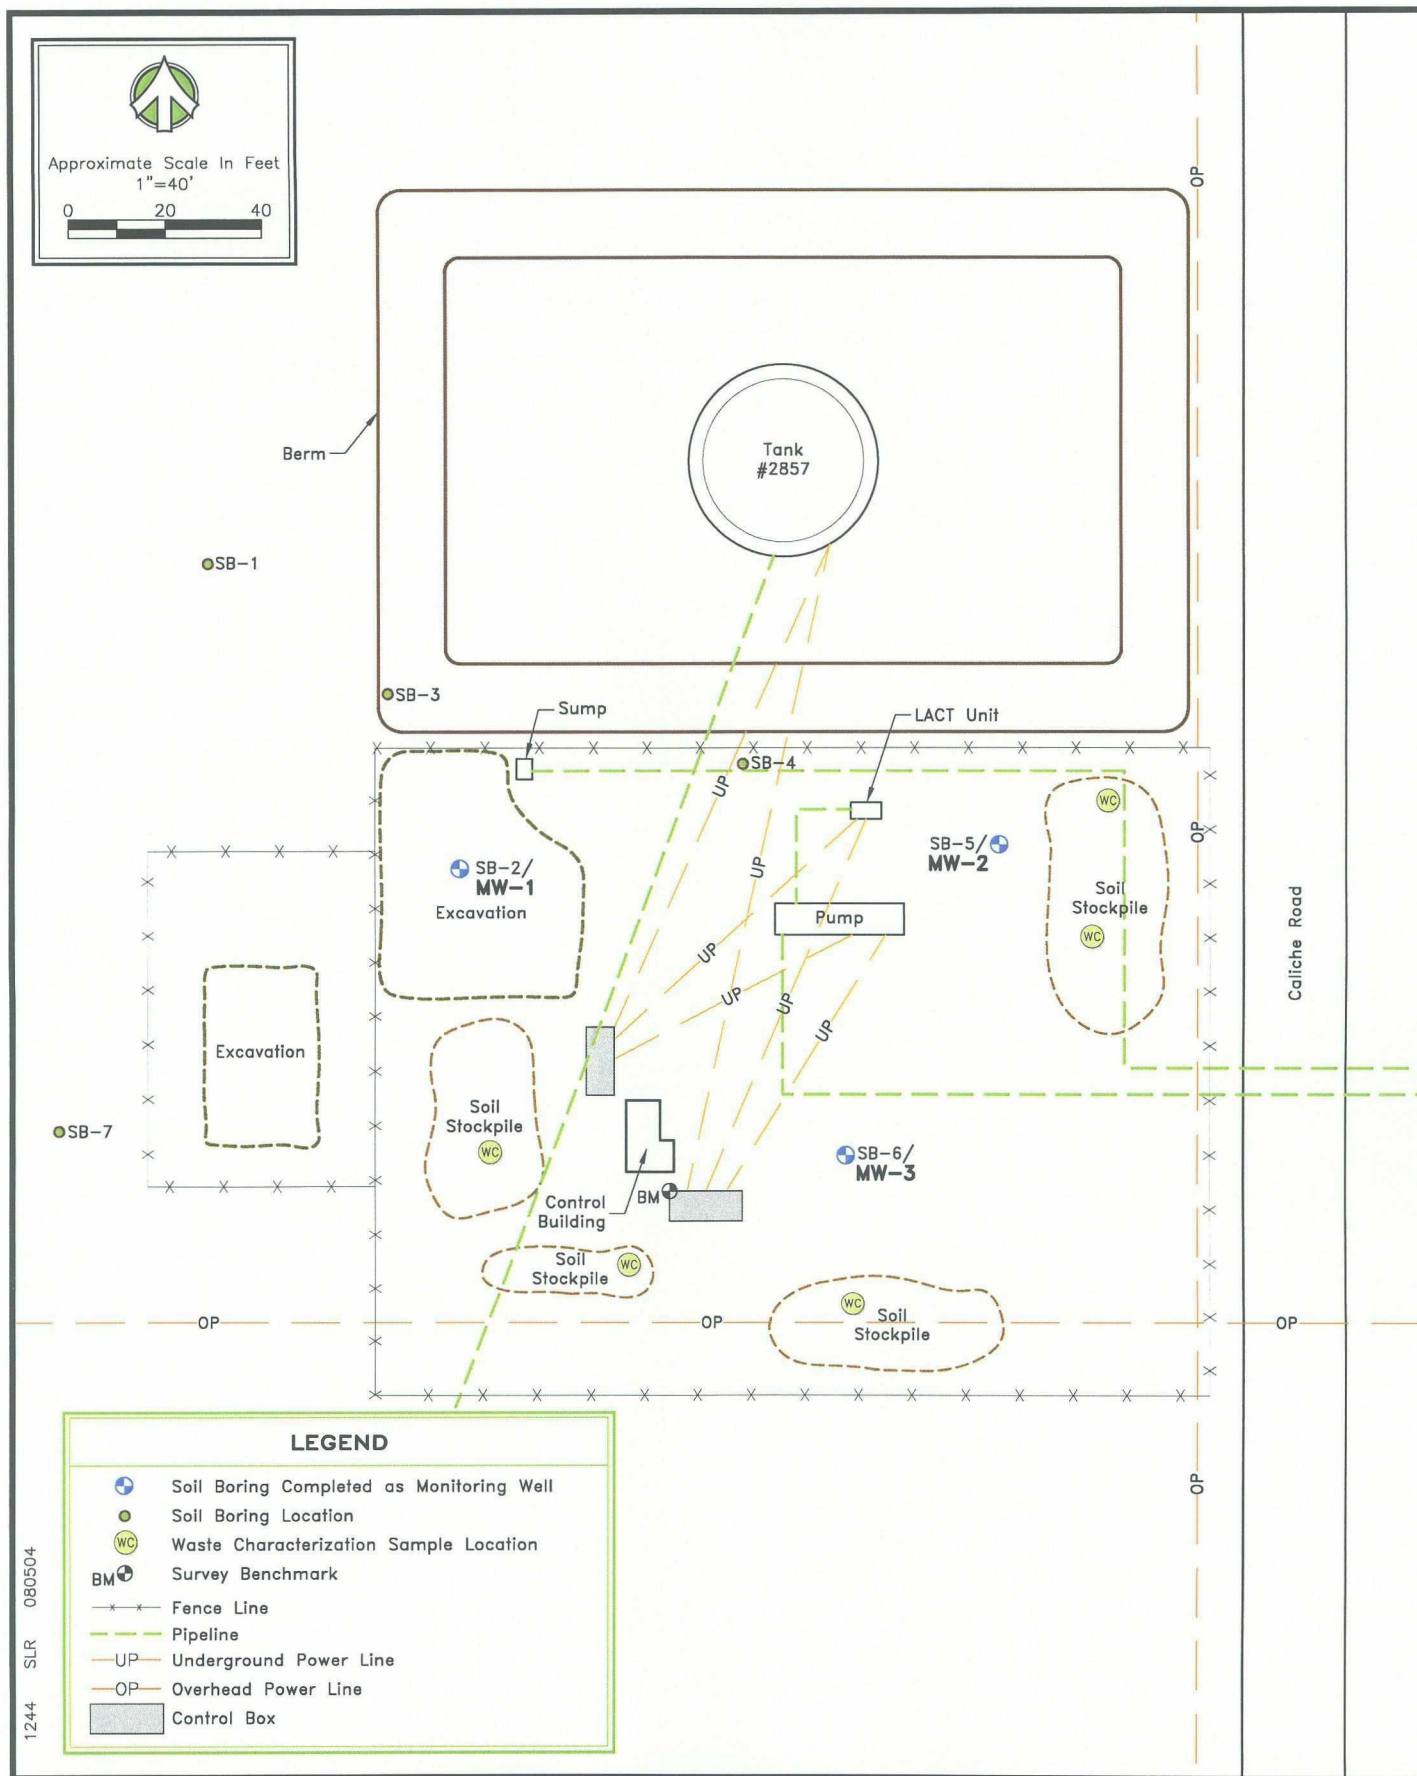 Approximate Scale In Feet
1"=40'
0 20 40
OP
Tank
#2857
Berm
SB-1
SB-3
Sump
LACT Unit
SB-4
UP
WC
OP
SB-5/
MW-2
SB-2/
MW-1
Excavation
UP
Soil
Stockpile
WC
Pump
Caliche Road
UP
UP
UP
UP
Excavation
SB-7
Soil
Stockpile
WC
SB-6/
MW-3
BM
Control
Building
Soil
Stockpile
WC
WC
Soil
Stockpile
OP
OP
OP
OP
LEGEND
Soil Boring Completed as Monitoring Well
Soil Boring Location
WC Waste Characterization Sample Location
BM Survey Benchmark
Fence Line
Pipeline
UP Underground Power Line
OP Overhead Power Line
Control Box
1244 SLR 080504